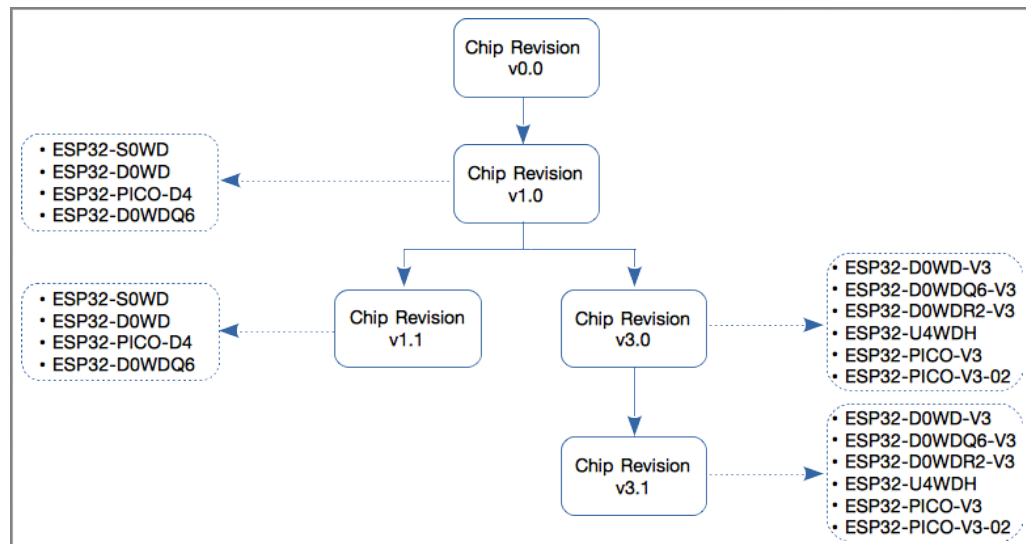 Chip Revision
v0.0
• ESP32-S0WD
• ESP32-D0WD
• ESP32-PICO-D4
• ESP32-D0WDQ6
Chip Revision
v1.0
• ESP32-S0WD
• ESP32-D0WD
• ESP32-PICO-D4
• ESP32-D0WDQ6
Chip Revision
v1.1
Chip Revision
v3.0
• ESP32-D0WD-V3
• ESP32-D0WDQ6-V3
• ESP32-D0WDR2-V3
• ESP32-U4WDH
• ESP32-PICO-V3
• ESP32-PICO-V3-02
Chip Revision
v3.1
• ESP32-D0WD-V3
• ESP32-D0WDQ6-V3
• ESP32-D0WDR2-V3
• ESP32-U4WDH
• ESP32-PICO-V3
• ESP32-PICO-V3-02